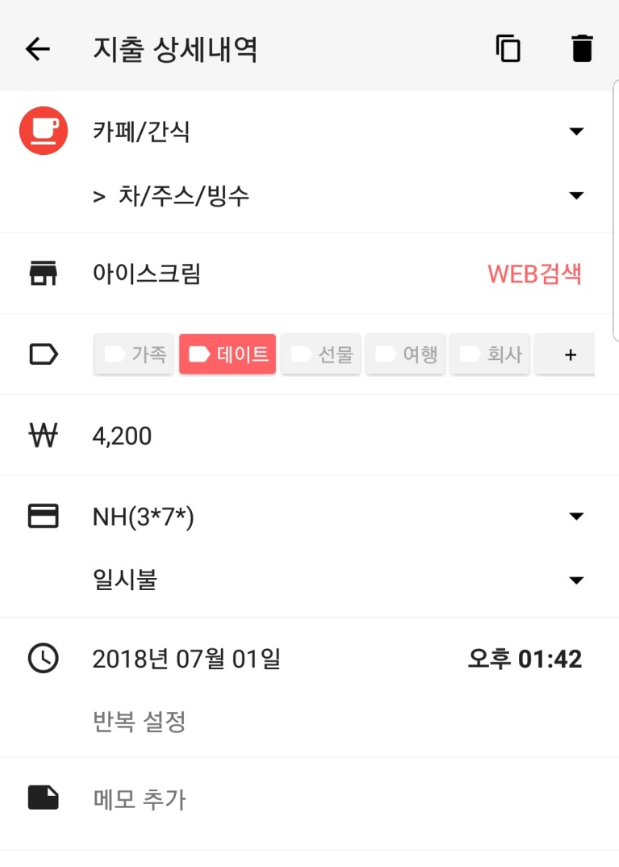 지출 상세내역
카페/간식
> 차/주스/빙수
아이스크림 WEB검색
가족 데이트 선물 여행 회사 +
₩ 4,200
NH(3*7*)
일시불
2018년 07월 01일 오후 01:42
반복 설정
메모 추가